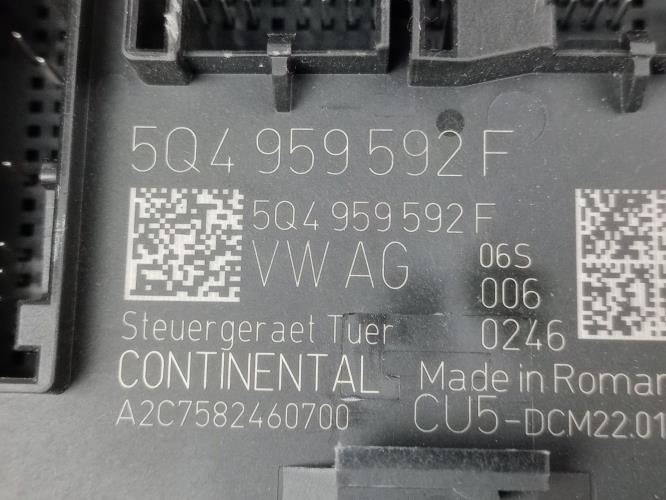 5Q4 959 592 F
5Q4 959 592 F
VW AG
06S
006
Steuergeraet Tuer
0246
CONTINENTAL
Made in Roman
A2C7582460700
CU5-DCM22.01